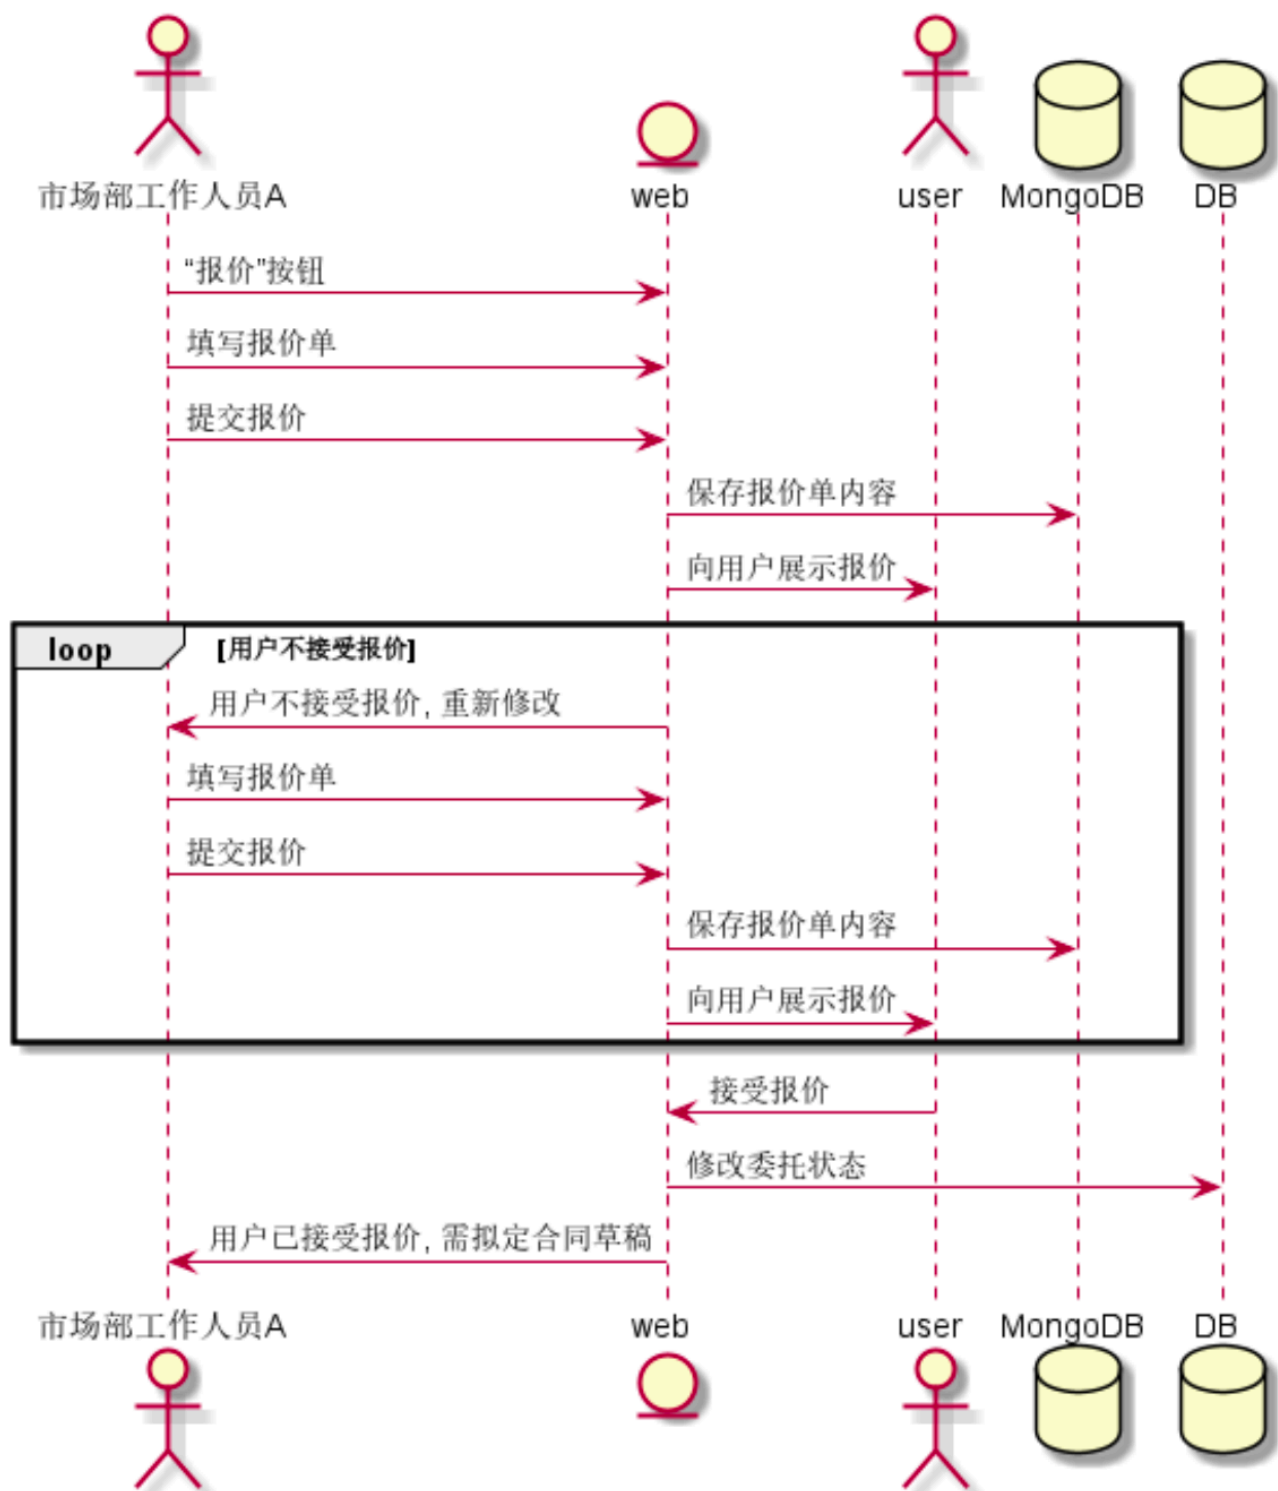 市场部工作人员A
web
user
MongoDB
DB
“报价”按钮
填写报价单
提交报价
保存报价单内容
向用户展示报价
loop
[用户不接受报价]
用户不接受报价, 重新修改
填写报价单
提交报价
保存报价单内容
向用户展示报价
接受报价
修改委托状态
用户已接受报价, 需拟定合同草稿
市场部工作人员A
web
user
MongoDB
DB